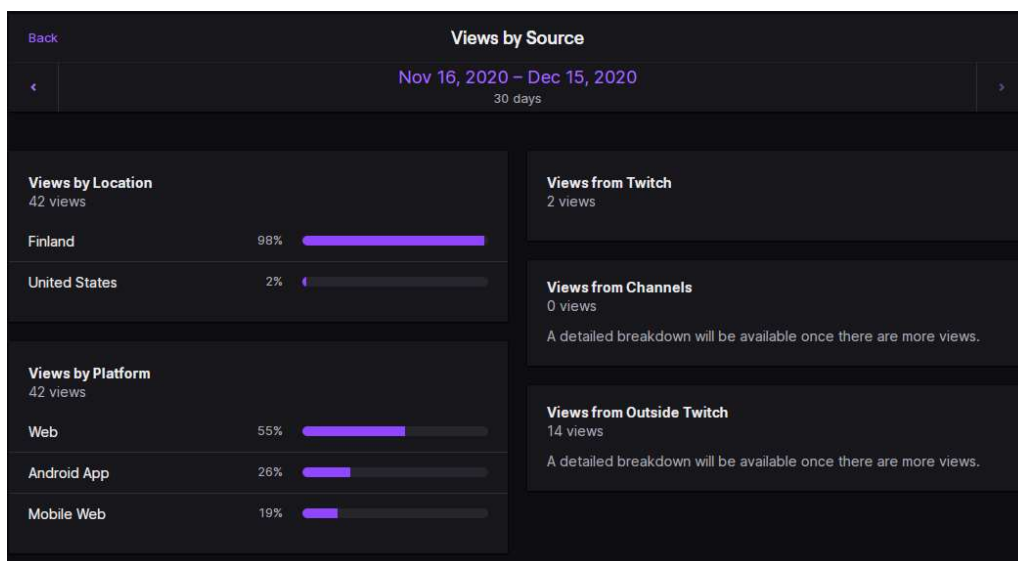 Back
Views by Source
Nov 16, 2020 – Dec 15, 2020
30 days
Views by Location
42 views
Finland 98%
United States 2%
Views by Platform
42 views
Web 55%
Android App 26%
Mobile Web 19%
Views from Twitch
2 views
Views from Channels
0 views
A detailed breakdown will be available once there are more views.
Views from Outside Twitch
14 views
A detailed breakdown will be available once there are more views.